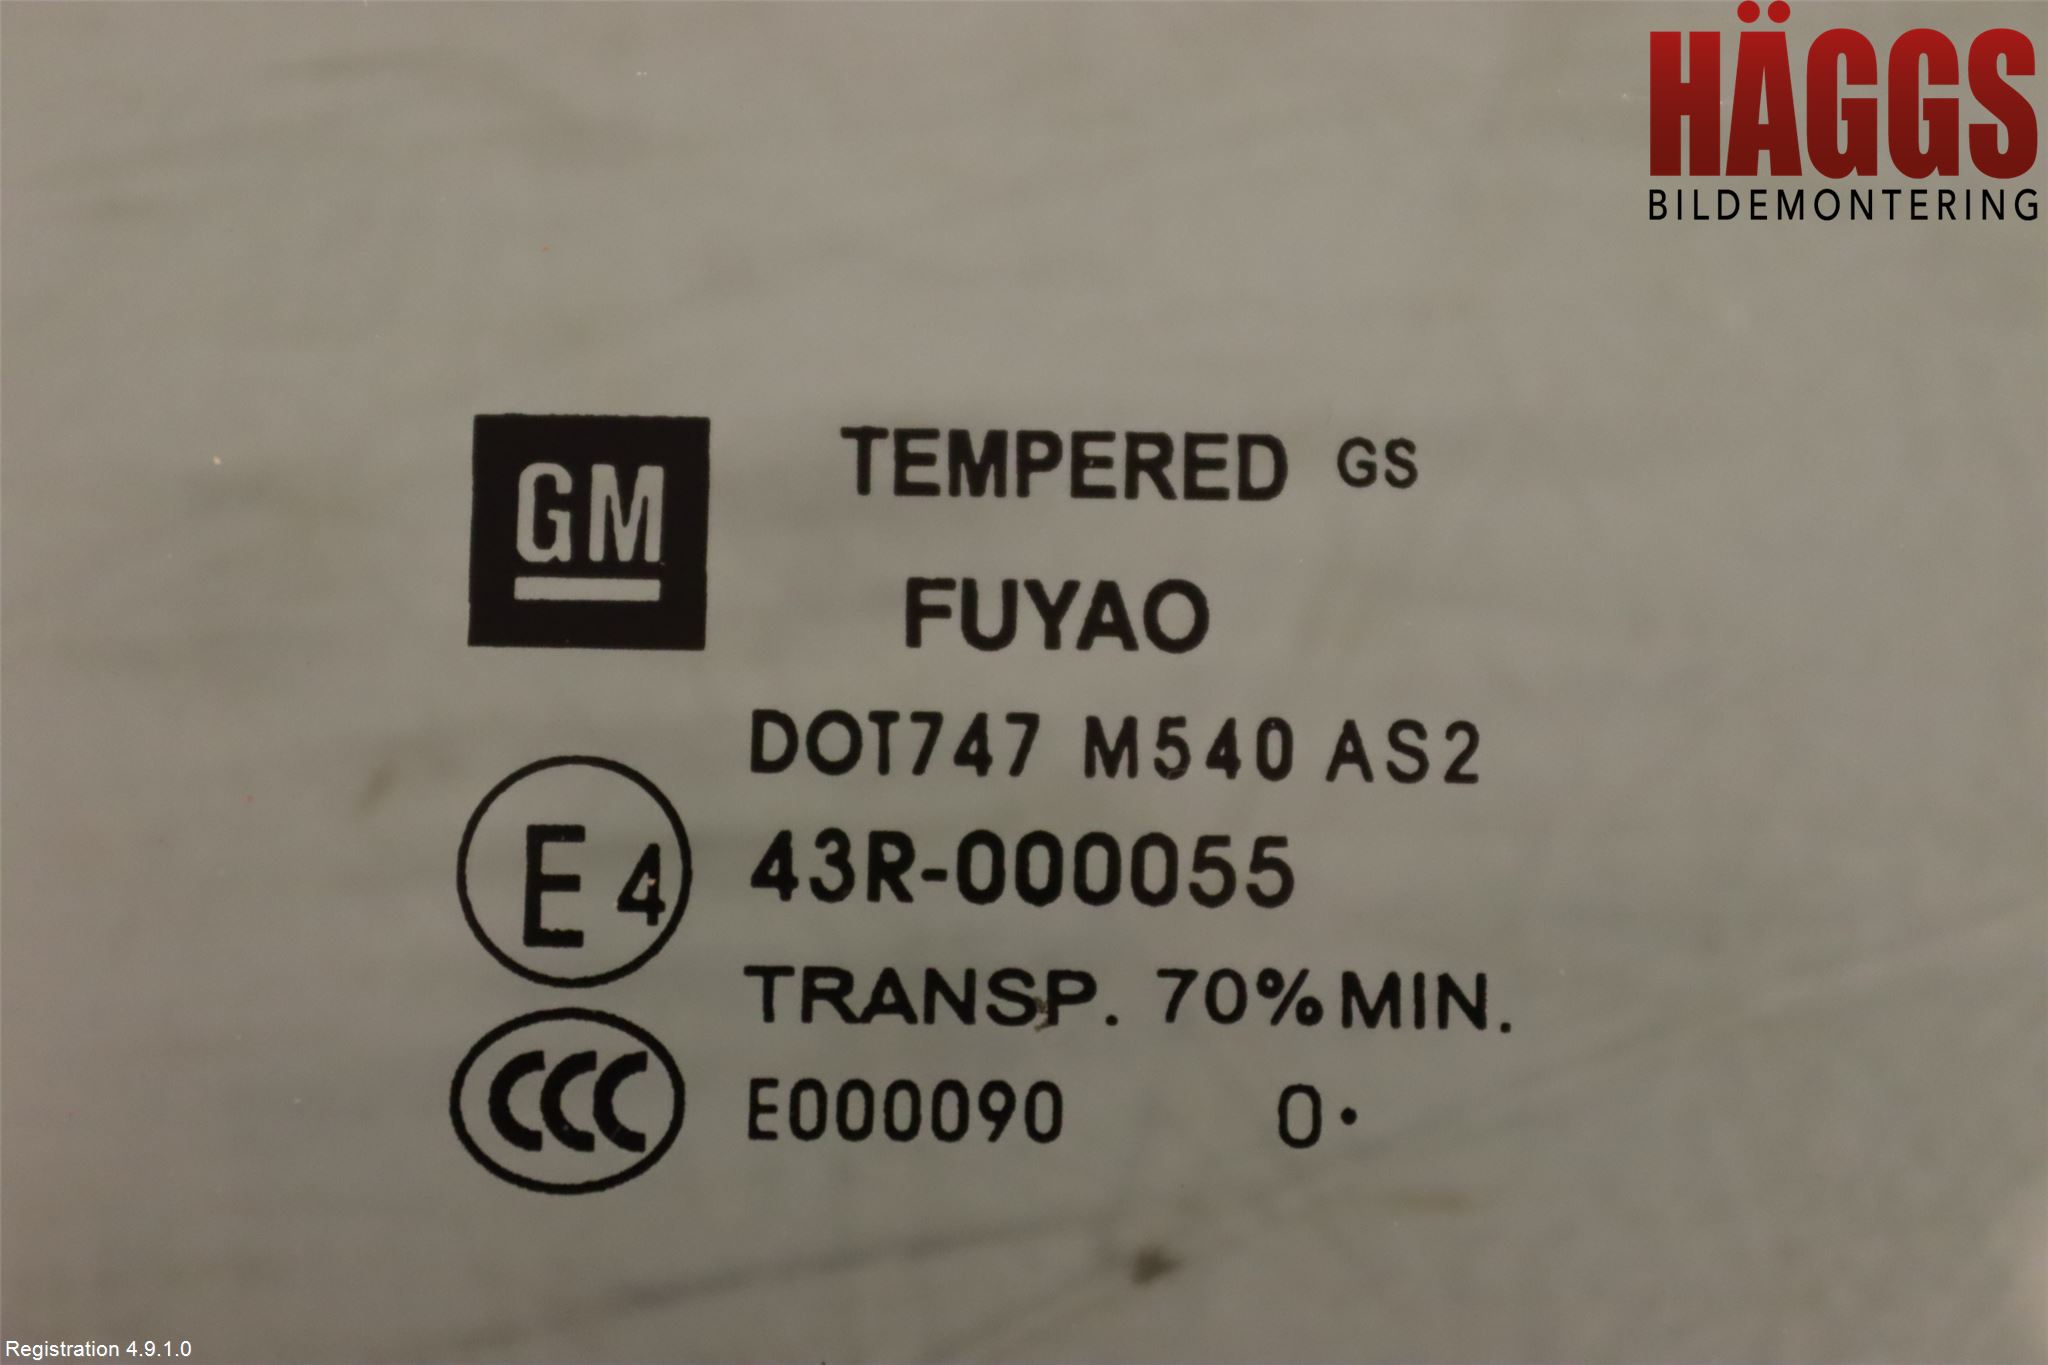 HÄGGS
BILDEMONTERING
GM
TEMPERED GS
FUYAO
DOT747 M540 AS2
E4 43R-000055
TRANSP. 70% MIN.
CCC E000090 0.
Registration 4.9.1.0